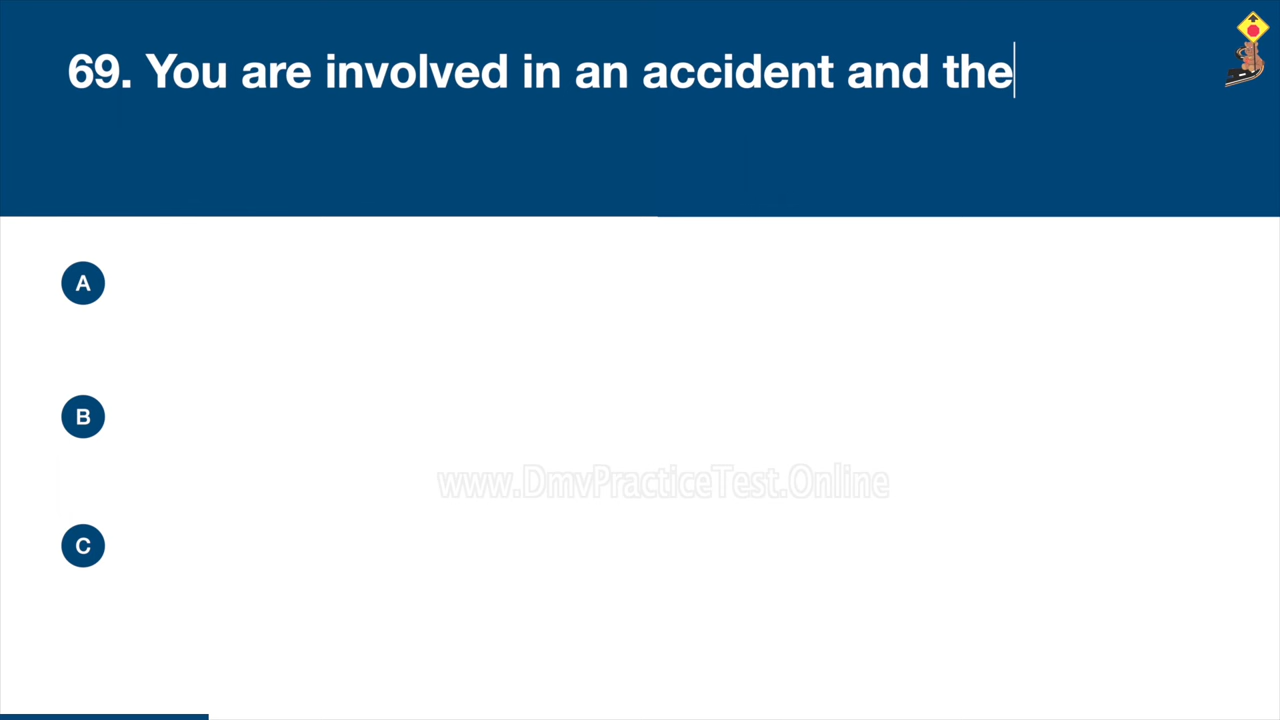 69. You are involved in an accident and the
A
B
www.DmvPracticeTest.Online
C